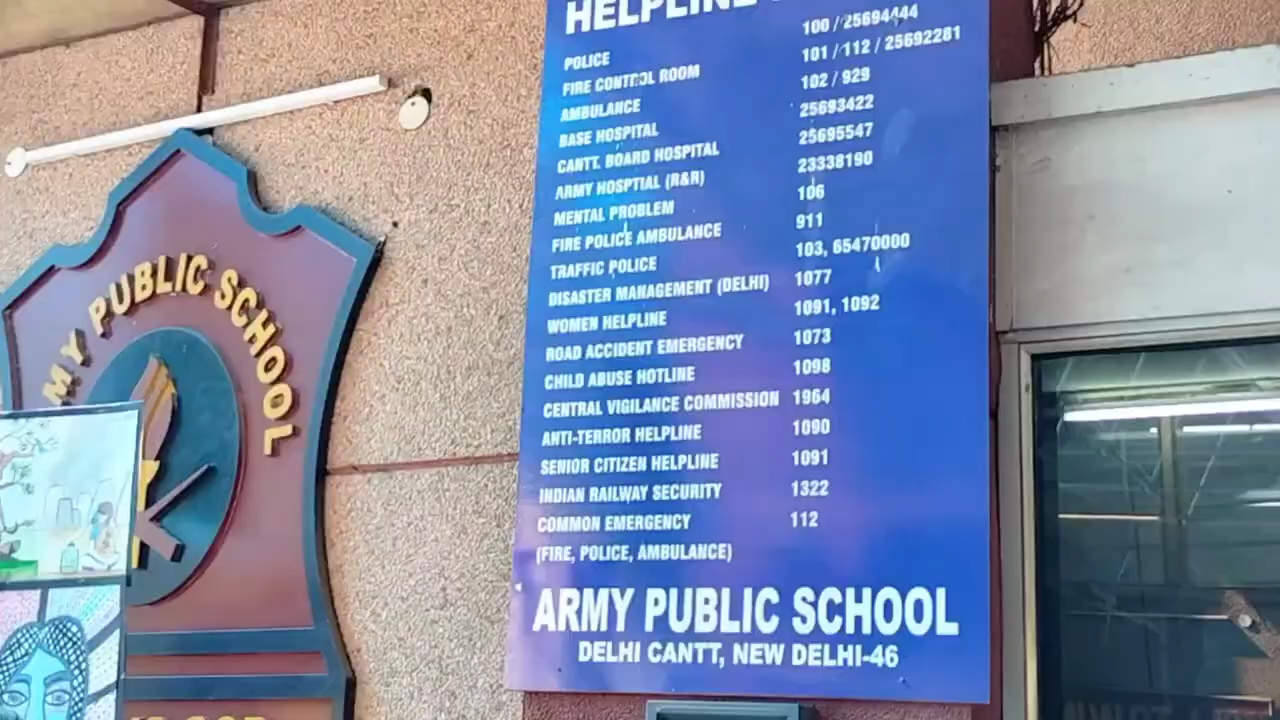 HELPLINE
POLICE 100 / 25694444
FIRE CONTROL ROOM 101 / 112 / 25692281
AMBULANCE 102 / 929
BASE HOSPITAL 25693422
CANTT. BOARD HOSPITAL 25695547
ARMY HOSPTIAL (R&R) 23338190
MENTAL PROBLEM 106
FIRE POLICE AMBULANCE 911
TRAFFIC POLICE 103, 65470000
DISASTER MANAGEMENT (DELHI) 1077
WOMEN HELPLINE 1091, 1092
ROAD ACCIDENT EMERGENCY 1073
CHILD ABUSE HOTLINE 1098
CENTRAL VIGILANCE COMMISSION 1964
ANTI-TERROR HELPLINE 1090
SENIOR CITIZEN HELPLINE 1091
INDIAN RAILWAY SECURITY 1322
COMMON EMERGENCY 112
(FIRE, POLICE, AMBULANCE)
ARMY PUBLIC SCHOOL
DELHI CANTT, NEW DELHI-46
MY PUBLIC SCHOOL